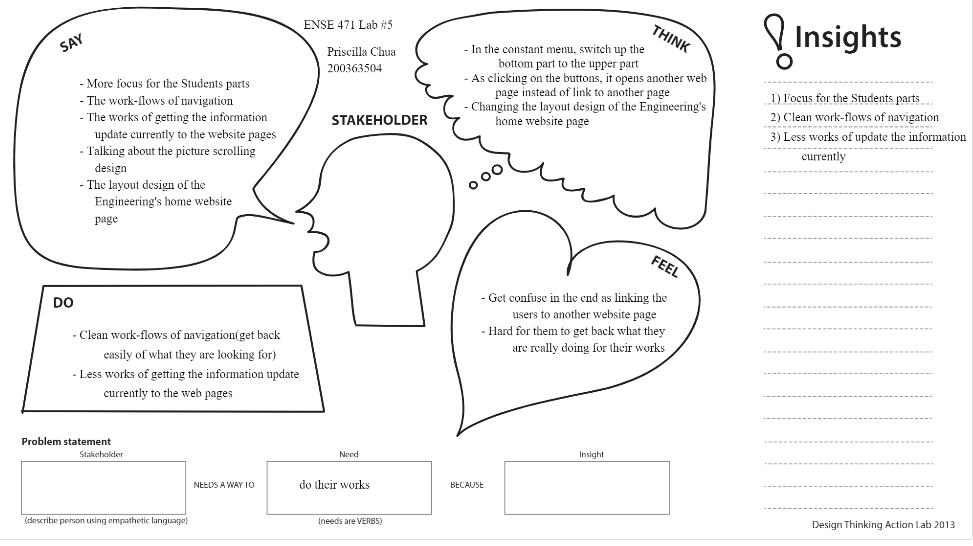 ENSE 471 Lab #5
Priscilla Chua
200363504
SAY
- More focus for the Students parts
- The work-flows of navigation
- The works of getting the information
update currently to the website pages
- Talking about the picture scrolling
design
- The layout design of the
Engineering's home website
page
STAKEHOLDER
THINK
- In the constant menu, switch up the
bottom part to the upper part
- As clicking on the buttons, it opens another web
page instead of link to another page
- Changing the layout design of the Engineering's
home website page
Insights
1) Focus for the Students parts
2) Clean work-flows of navigation
3) Less works of update the information
currently
DO
- Clean work-flows of navigation(get back
easily of what they are looking for)
- Less works of getting the information update
currently to the web pages
FEEL
- Get confuse in the end as linking the
users to another website page
- Hard for them to get back what they
are really doing for their works
Problem statement
Stakeholder
NEEDS A WAY TO
(describe person using empathetic language)
Need
do their works
(needs are VERBS)
BECAUSE
Insight
Design Thinking Action Lab 2013